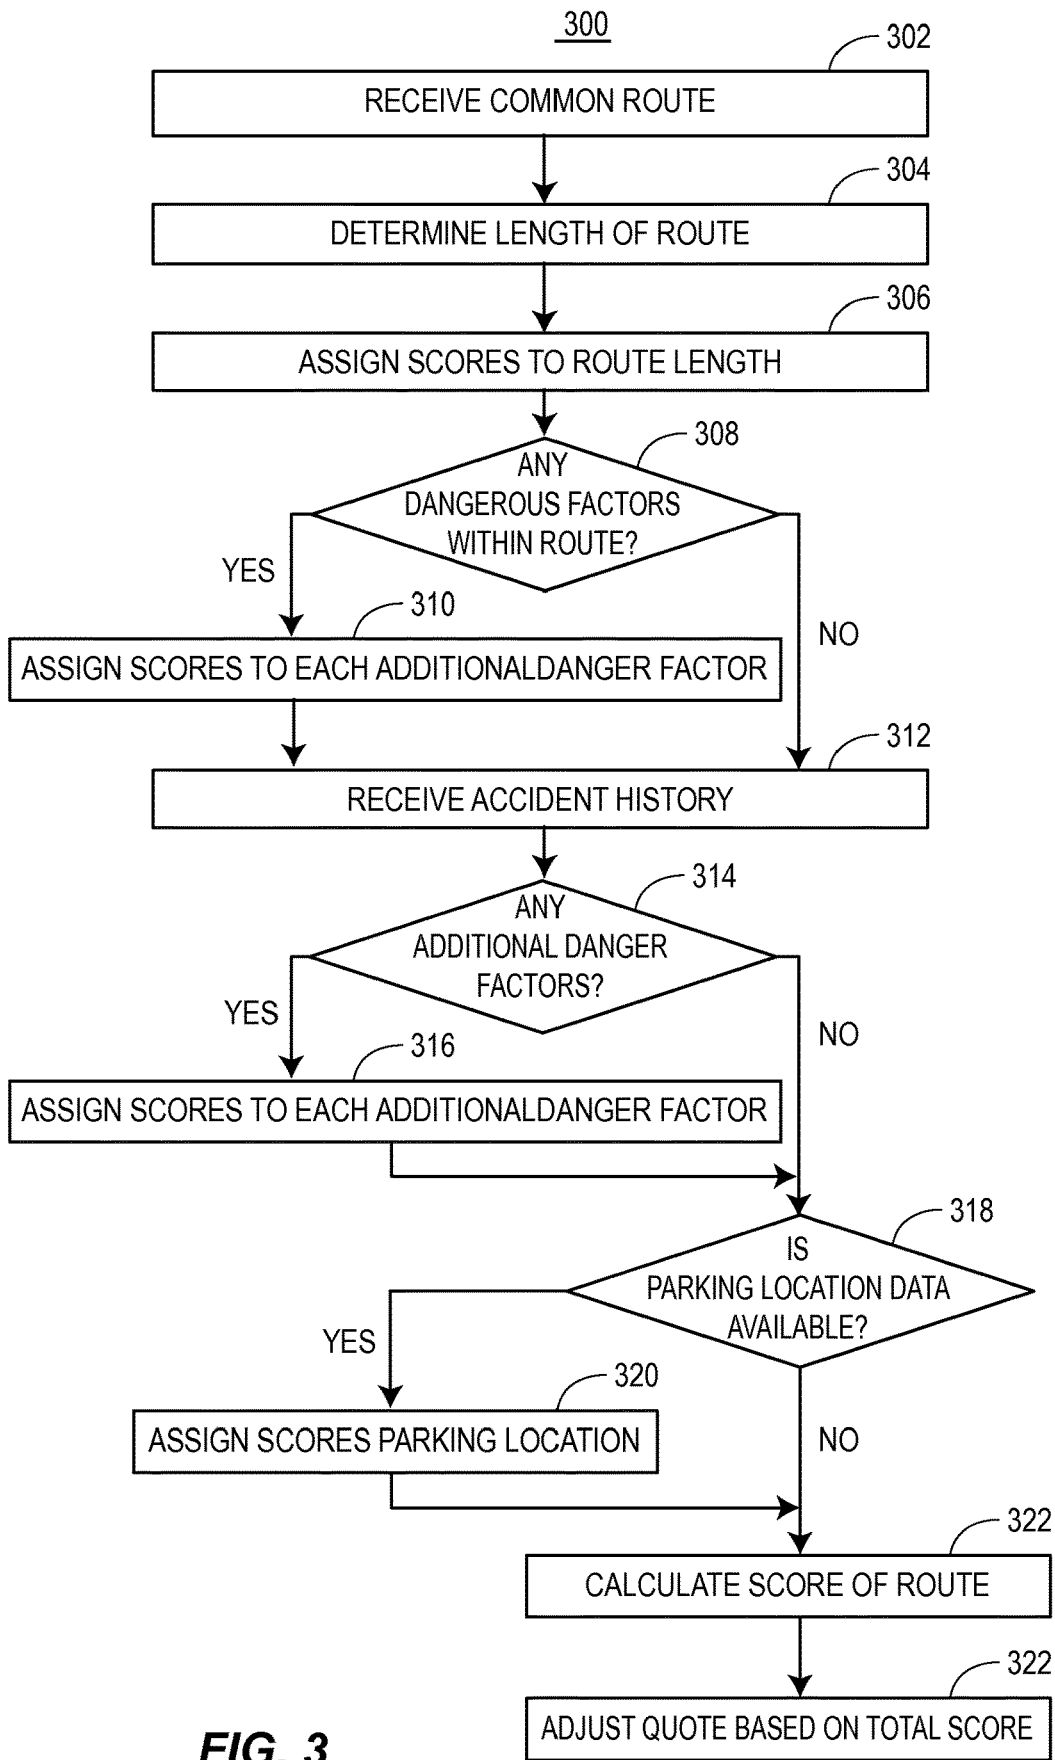 300
302
RECEIVE COMMON ROUTE
304
DETERMINE LENGTH OF ROUTE
306
ASSIGN SCORES TO ROUTE LENGTH
308
ANY
DANGEROUS FACTORS
WITHIN ROUTE?
YES
NO
310
ASSIGN SCORES TO EACH ADDITIONALDANGER FACTOR
312
RECEIVE ACCIDENT HISTORY
314
ANY
ADDITIONAL DANGER
FACTORS?
YES
NO
316
ASSIGN SCORES TO EACH ADDITIONALDANGER FACTOR
318
IS
PARKING LOCATION DATA
AVAILABLE?
YES
NO
320
ASSIGN SCORES PARKING LOCATION
322
CALCULATE SCORE OF ROUTE
322
ADJUST QUOTE BASED ON TOTAL SCORE
FIG. 3